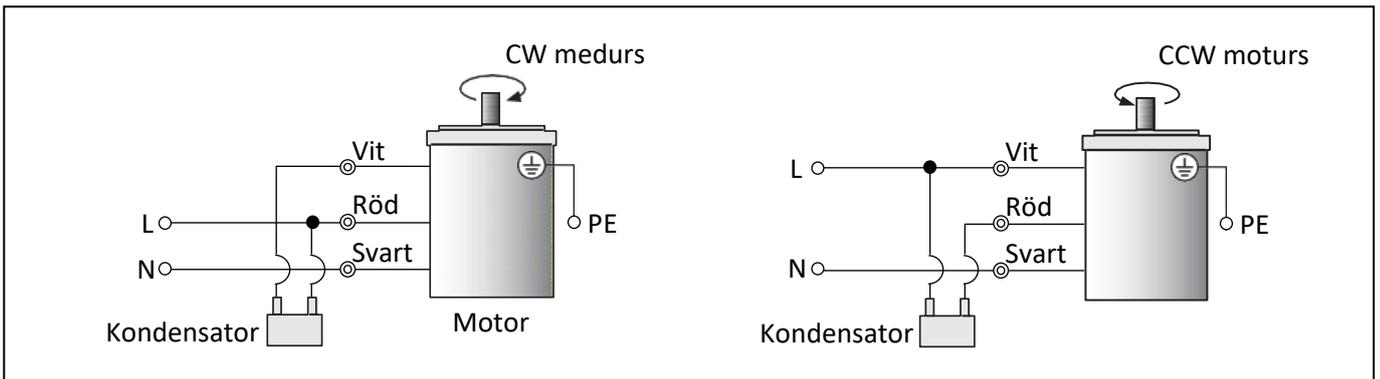 CW medurs
Vit
Röd
L
PE
Svart
N
Kondensator
Motor
CCW moturs
Vit
L
Röd
PE
Svart
N
Kondensator